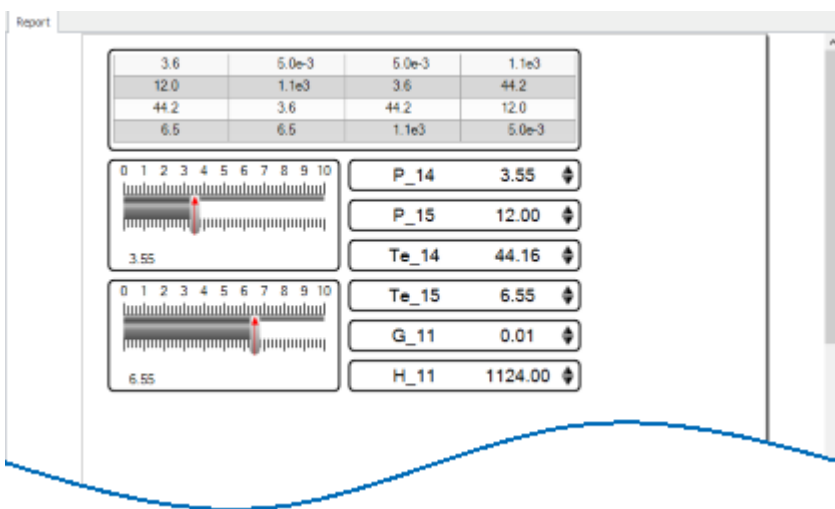 Report
3.6 5.0e-3 5.0e-3 1.1e3
12.0 1.1e3 3.6 44.2
44.2 3.6 44.2 12.0
6.5 6.5 1.1e3 5.0e-3
0 1 2 3 4 5 6 7 8 9 10
3.55
P_14 3.55
P_15 12.00
Te_14 44.16
0 1 2 3 4 5 6 7 8 9 10
6.55
Te_15 6.55
G_11 0.01
H_11 1124.00